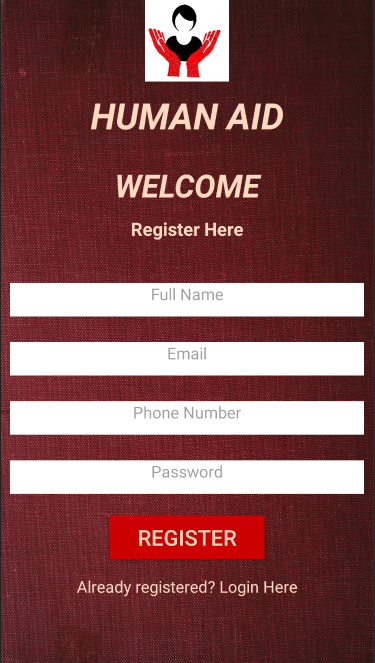 HUMAN AID
WELCOME
Register Here
Full Name
Email
Phone Number
Password
REGISTER
Already registered? Login Here